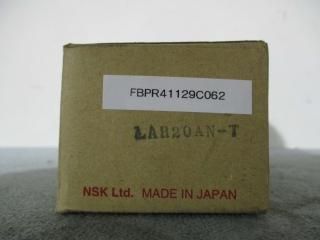 FBPR41129C062
LAH20AN-T
NSK Ltd. MADE IN JAPAN